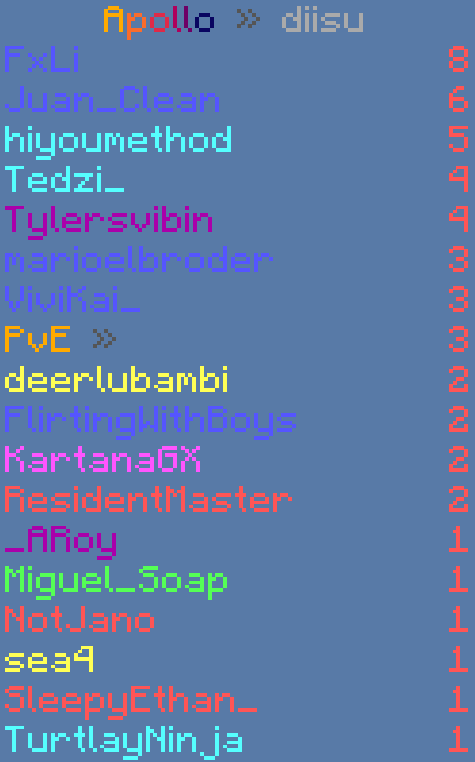 Apollo » diisu
FxLi 8
Juan_Clean 6
hiyoumethod 5
Tedzi_ 4
Tylersvibin 4
marioelbroder 3
ViviKai_ 3
PvE » 3
deerlubambi 2
FlirtingWithBoys 2
KartanaGX 2
ResidentMaster 2
_ARoy 1
Miguel_Soap 1
NotJano 1
sea9 1
SleepyEthan_ 1
TurtlayNinja 1